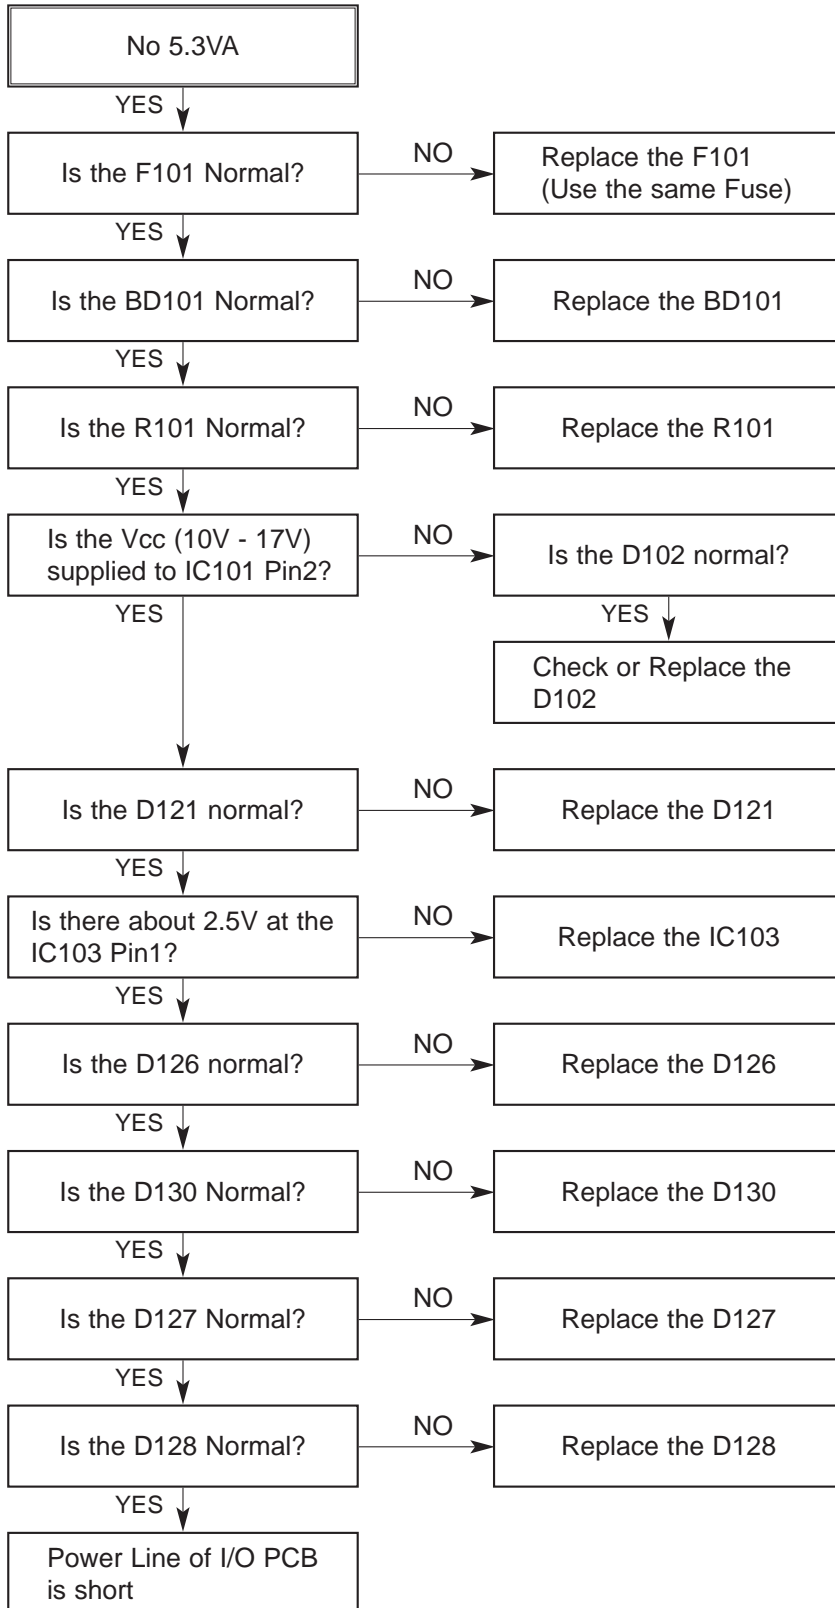 No 5.3VA
YES
Is the F101 Normal?
NO
Replace the F101
(Use the same Fuse)
YES
Is the BD101 Normal?
NO
Replace the BD101
YES
Is the R101 Normal?
NO
Replace the R101
YES
Is the Vcc (10V - 17V)
supplied to IC101 Pin2?
NO
Is the D102 normal?
YES
YES
Check or Replace the
D102
Is the D121 normal?
NO
Replace the D121
YES
Is there about 2.5V at the
IC103 Pin1?
NO
Replace the IC103
YES
Is the D126 normal?
NO
Replace the D126
YES
Is the D130 Normal?
NO
Replace the D130
YES
Is the D127 Normal?
NO
Replace the D127
YES
Is the D128 Normal?
NO
Replace the D128
YES
Power Line of I/O PCB
is short